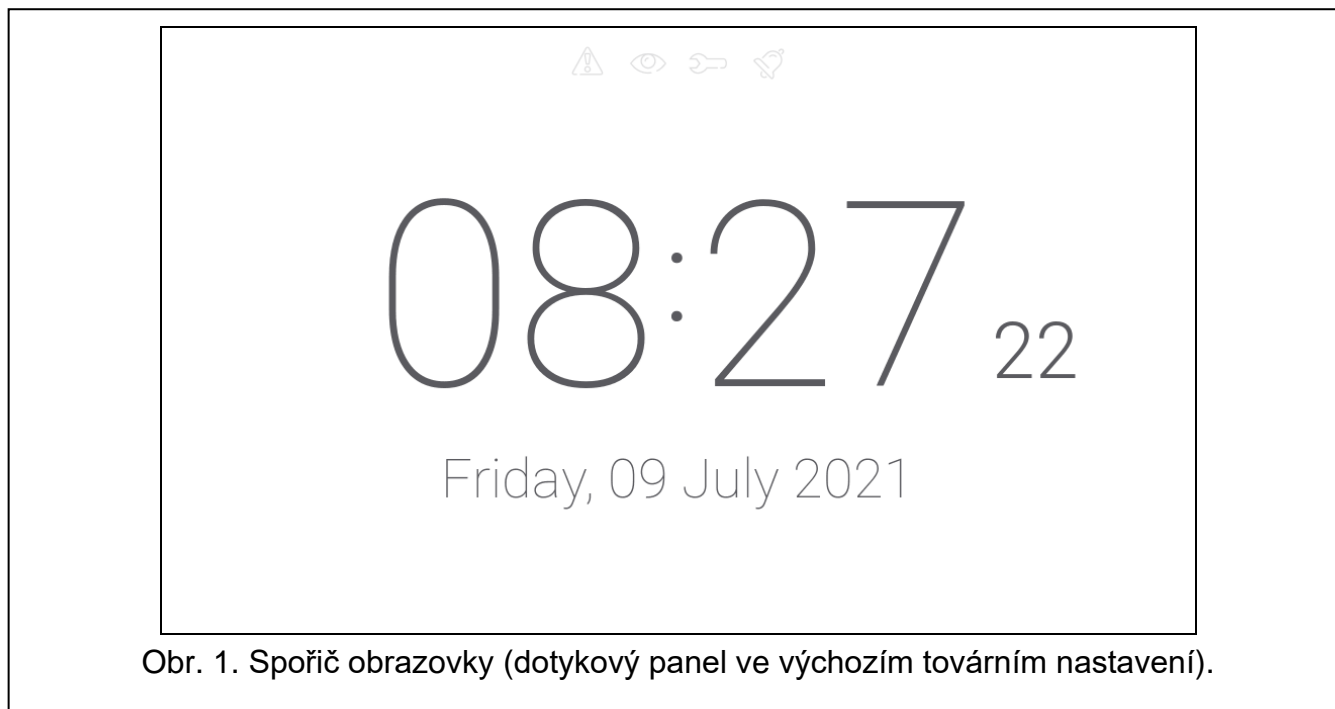 08:27 22
Friday, 09 July 2021
Obr. 1. Spořič obrazovky (dotykový panel ve výchozím továrním nastavení).